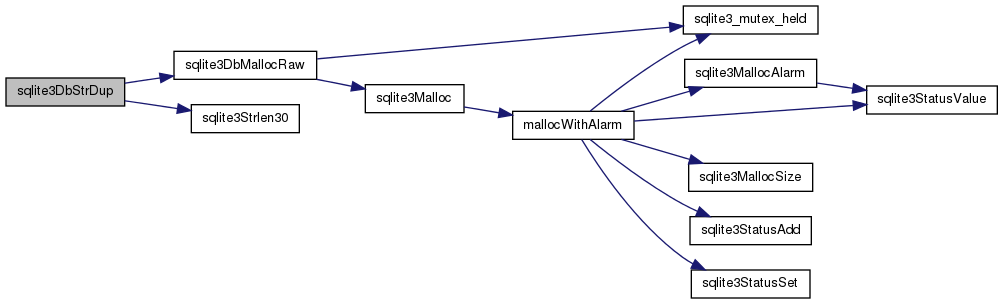 sqlite3DbStrDup
sqlite3DbMallocRaw
sqlite3Strlen30
sqlite3Malloc
mallocWithAlarm
sqlite3_mutex_held
sqlite3MallocAlarm
sqlite3StatusValue
sqlite3MallocSize
sqlite3StatusAdd
sqlite3StatusSet